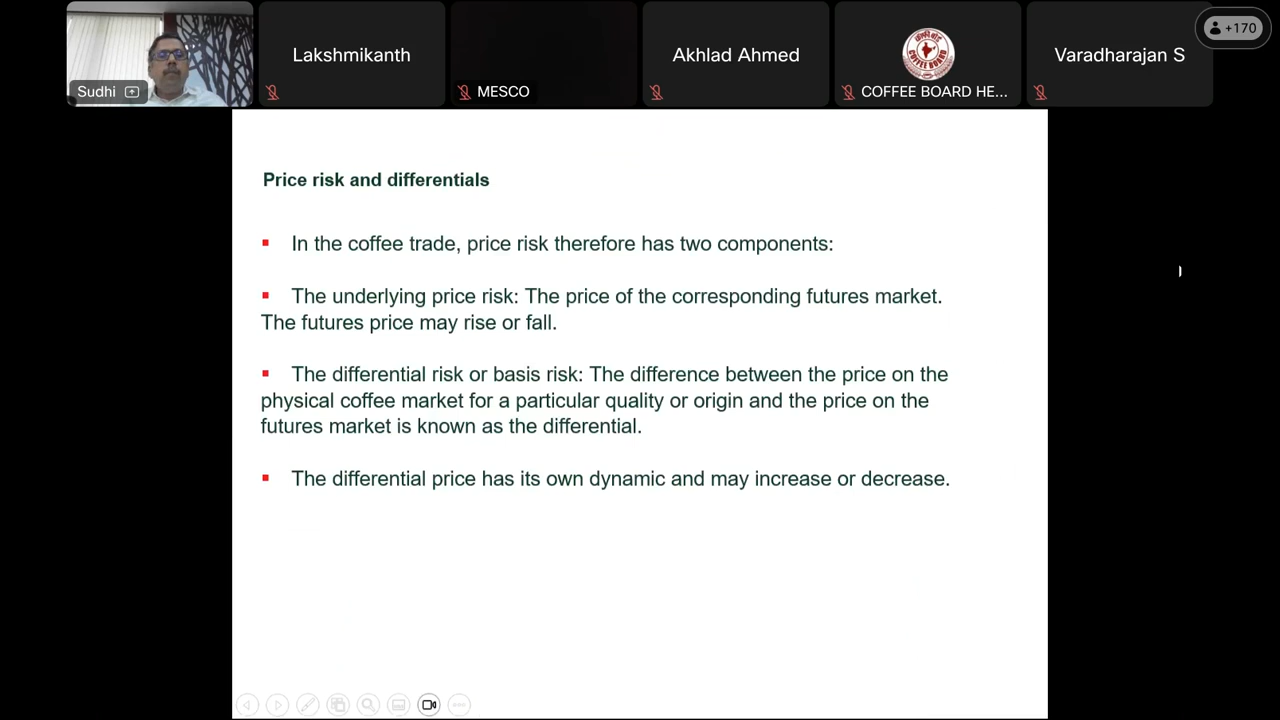 Lakshmikanth
Akhlad Ahmed
Varadharajan S
+170
Sudhi
MESCO
COFFEE BOARD HE...
COFFEE BOARD
Price risk and differentials
▪ In the coffee trade, price risk therefore has two components:
▪ The underlying price risk: The price of the corresponding futures market.
The futures price may rise or fall.
▪ The differential risk or basis risk: The difference between the price on the
physical coffee market for a particular quality or origin and the price on the
futures market is known as the differential.
▪ The differential price has its own dynamic and may increase or decrease.